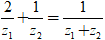 2/z₁ + 1/z₂ = 1/(z₁+z₂)